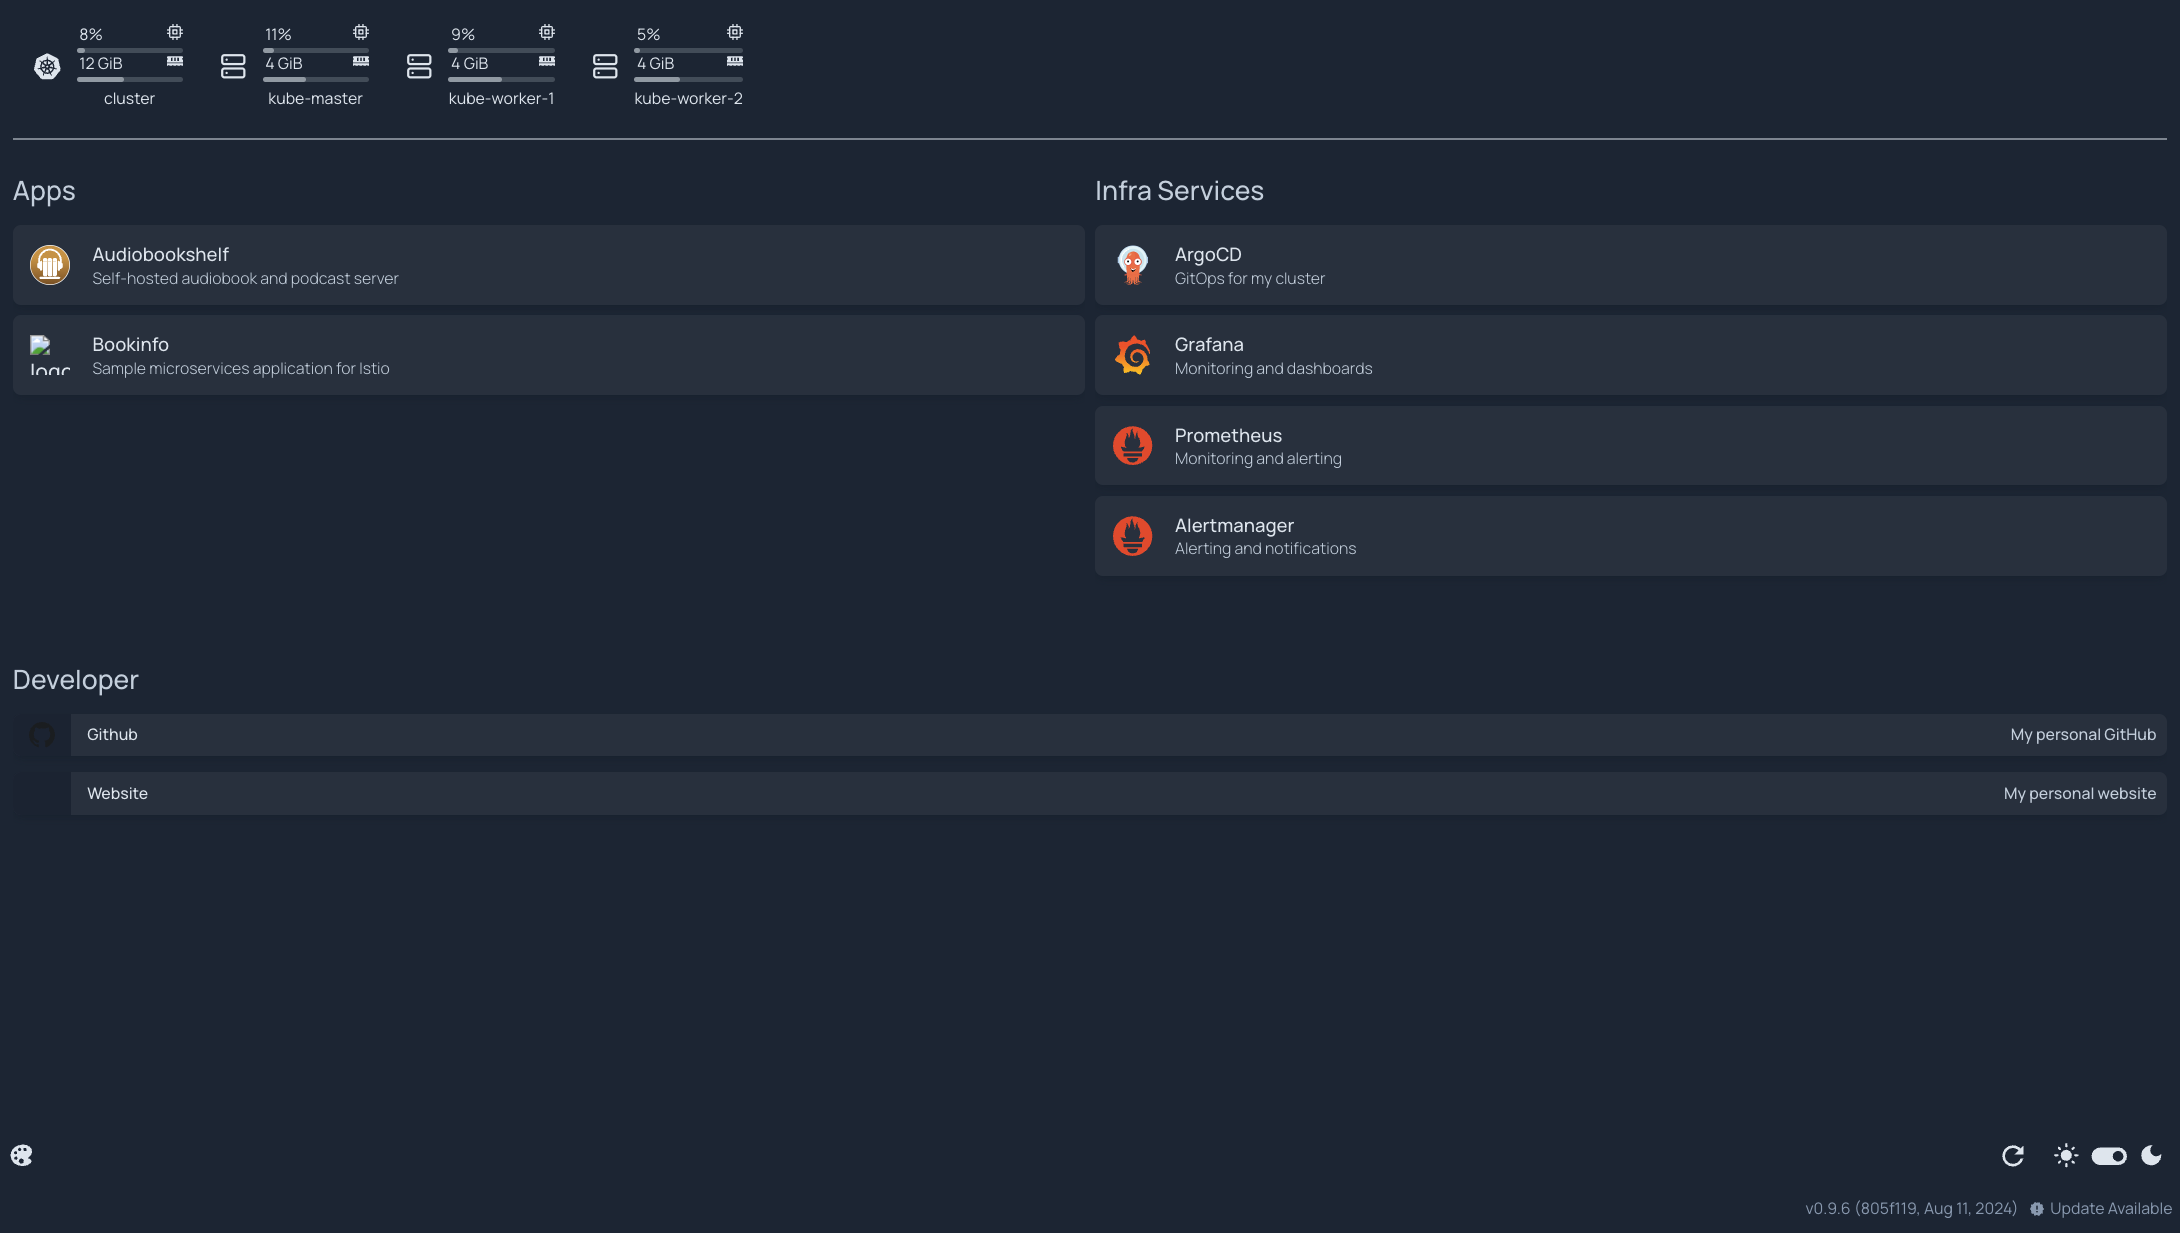 8%
12 GiB
cluster
11%
4 GiB
kube-master
9%
4 GiB
kube-worker-1
5%
4 GiB
kube-worker-2
Apps
Audiobookshelf
Self-hosted audiobook and podcast server
logo
Bookinfo
Sample microservices application for Istio
Infra Services
ArgoCD
GitOps for my cluster
Grafana
Monitoring and dashboards
Prometheus
Monitoring and alerting
Alertmanager
Alerting and notifications
Developer
Github
My personal GitHub
Website
My personal website
v0.9.6 (805f119, Aug 11, 2024)
Update Available